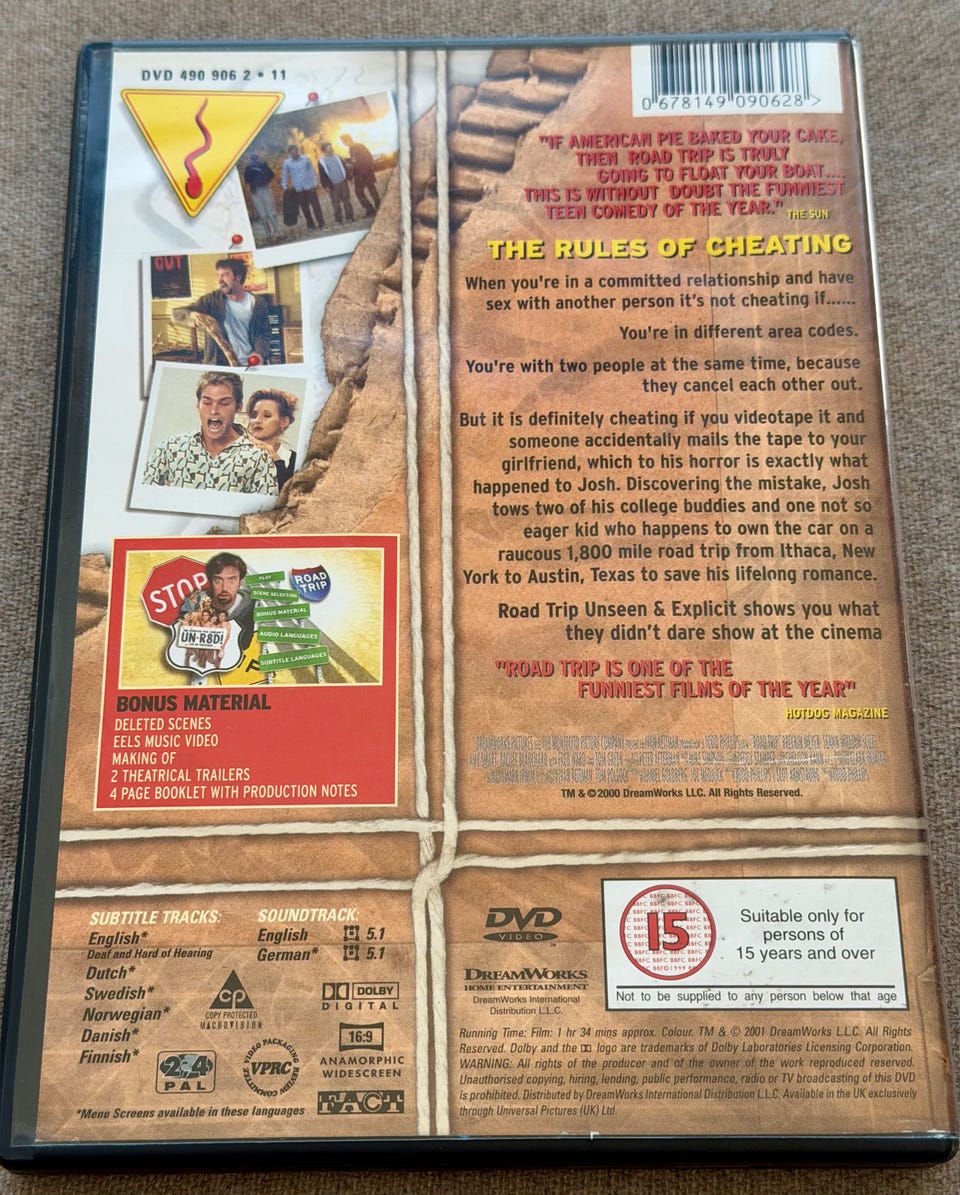 DVD 490 906 2 • 11
0 678149 090628 >
"IF AMERICAN PIE BAKED YOUR CAKE,
THEN ROAD TRIP IS TRULY
GOING TO FLOAT YOUR BOAT....
THIS IS WITHOUT DOUBT THE FUNNIEST
TEEN COMEDY OF THE YEAR." THE SUN
THE RULES OF CHEATING
When you're in a committed relationship and have
sex with another person it's not cheating if......
You're in different area codes.
You're with two people at the same time, because
they cancel each other out.
But it is definitely cheating if you videotape it and
someone accidentally mails the tape to your
girlfriend, which to his horror is exactly what
happened to Josh. Discovering the mistake, Josh
tows two of his college buddies and one not so
eager kid who happens to own the car on a
raucous 1,800 mile road trip from Ithaca, New
York to Austin, Texas to save his lifelong romance.
Road Trip Unseen & Explicit shows you what
they didn't dare show at the cinema
"ROAD TRIP IS ONE OF THE
FUNNIEST FILMS OF THE YEAR"
HOTDOG MAGAZINE
TM & © 2000 DreamWorks LLC. All Rights Reserved.
STOP
ROAD
TRIP
PLAY
SCENE SELECTION
BONUS MATERIAL
AUDIO LANGUAGES
SUBTITLE LANGUAGES
UN-R8D!
BONUS MATERIAL
DELETED SCENES
EELS MUSIC VIDEO
MAKING OF
2 THEATRICAL TRAILERS
4 PAGE BOOKLET WITH PRODUCTION NOTES
SUBTITLE TRACKS:
English*
Deaf and Hard of Hearing
Dutch*
Swedish*
Norwegian*
Danish*
Finnish*
SOUNDTRACK:
English 5.1
German* 5.1
cp
COPY PROTECTED
MACROVISION
DOLBY
DIGITAL
16:9
ANAMORPHIC
WIDESCREEN
2 4
PAL
VIDEO PACKAGING REVIEW COMMITTEE
VPRC
FACT
*Menu Screens available in these languages
DVD
VIDEO
DREAMWORKS
HOME ENTERTAINMENT
DreamWorks International
Distribution L.L.C.
15
Suitable only for
persons of
15 years and over
Not to be supplied to any person below that age
Running Time: Film: 1 hr 34 mins approx. Colour. TM & © 2001 DreamWorks L.L.C. All Rights
Reserved. Dolby and the logo are trademarks of Dolby Laboratories Licensing Corporation.
WARNING: All rights of the producer and of the owner of the work reproduced reserved.
Unauthorised copying, hiring, lending, public performance, radio or TV broadcasting of this DVD
is prohibited. Distributed by DreamWorks International Distribution L.L.C. Available in the UK exclusively
through Universal Pictures (UK) Ltd.